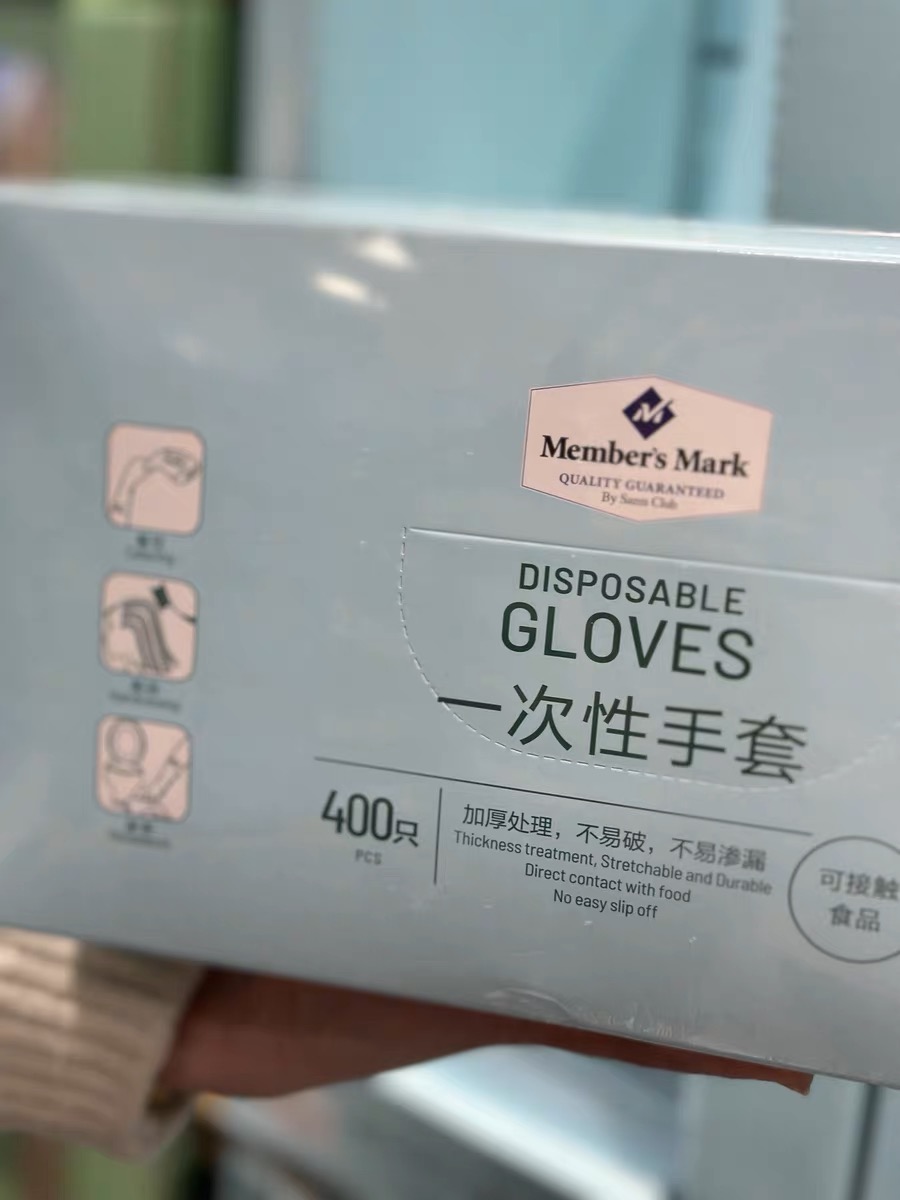 Member's Mark
QUALITY GUARANTEED
By Sam's Club
DISPOSABLE
GLOVES
一次性手套
400只
PCS
加厚处理，不易破，不易渗漏
Thickness treatment, Stretchable and Durable
Direct contact with food
No easy slip off
可接触
食品